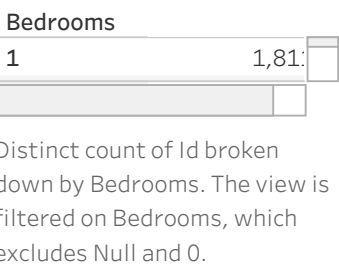 Bedrooms
1 1,81
Distinct count of Id broken
down by Bedrooms. The view is
filtered on Bedrooms, which
excludes Null and 0.